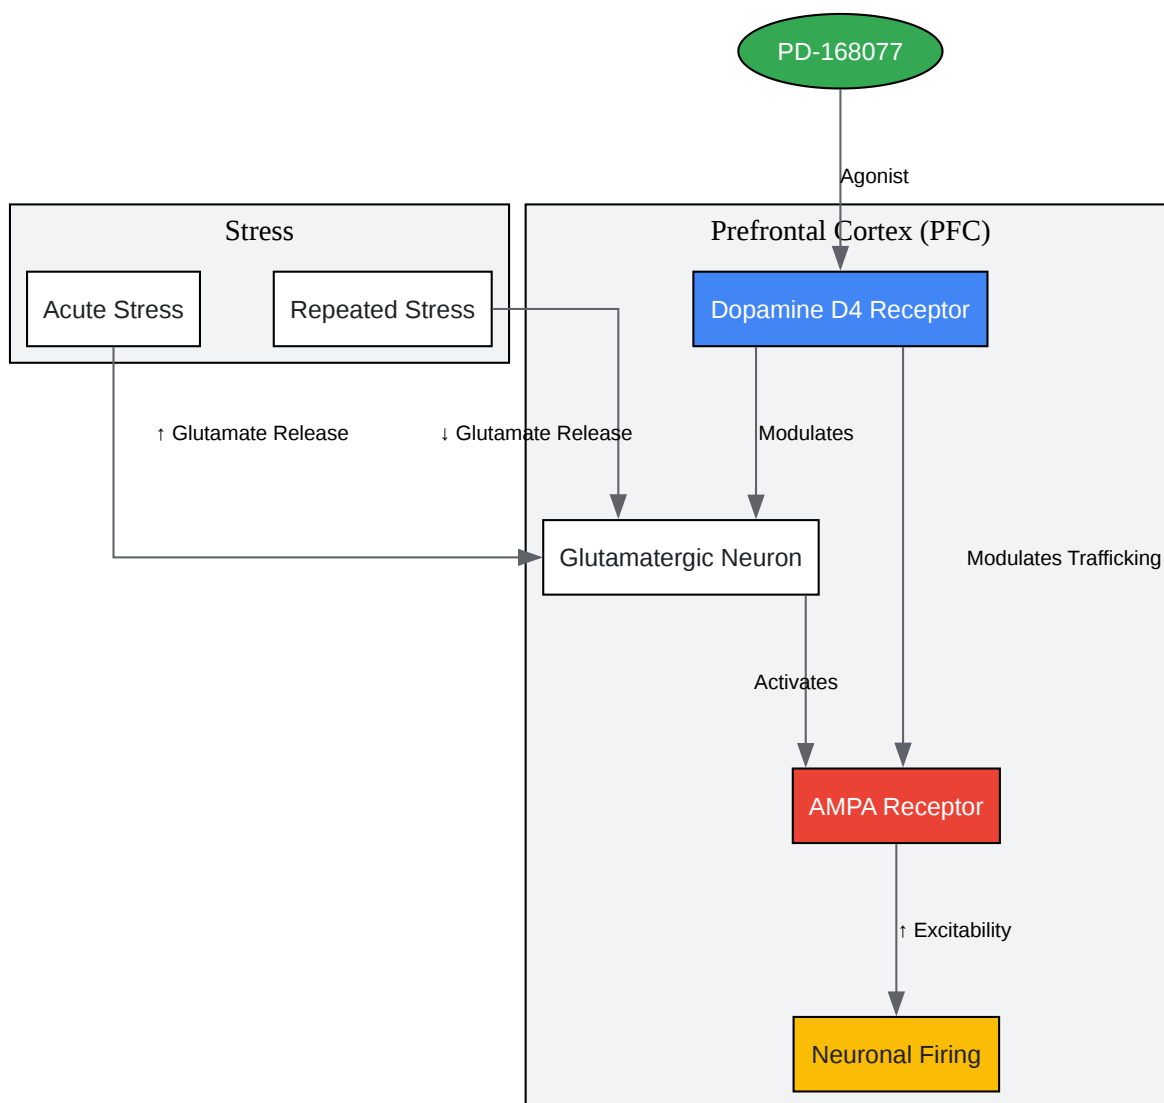 PD-168077
Agonist
Stress
Prefrontal Cortex (PFC)
Acute Stress
Repeated Stress
Dopamine D4 Receptor
↑ Glutamate Release
↓ Glutamate Release
Modulates
Glutamatergic Neuron
Modulates Trafficking
Activates
AMPA Receptor
↑ Excitability
Neuronal Firing